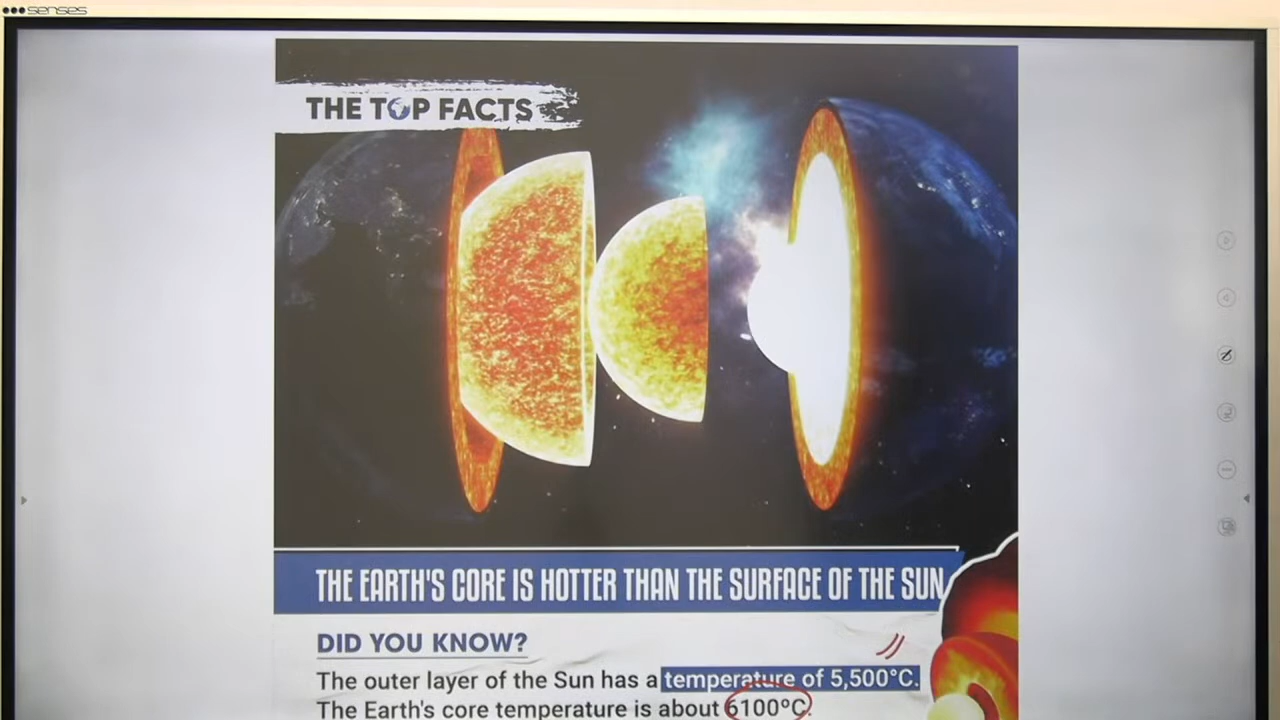 senses
THE TOP FACTS
THE EARTH'S CORE IS HOTTER THAN THE SURFACE OF THE SUN
DID YOU KNOW?
The outer layer of the Sun has a temperature of 5,500°C.
The Earth's core temperature is about 6100°C.